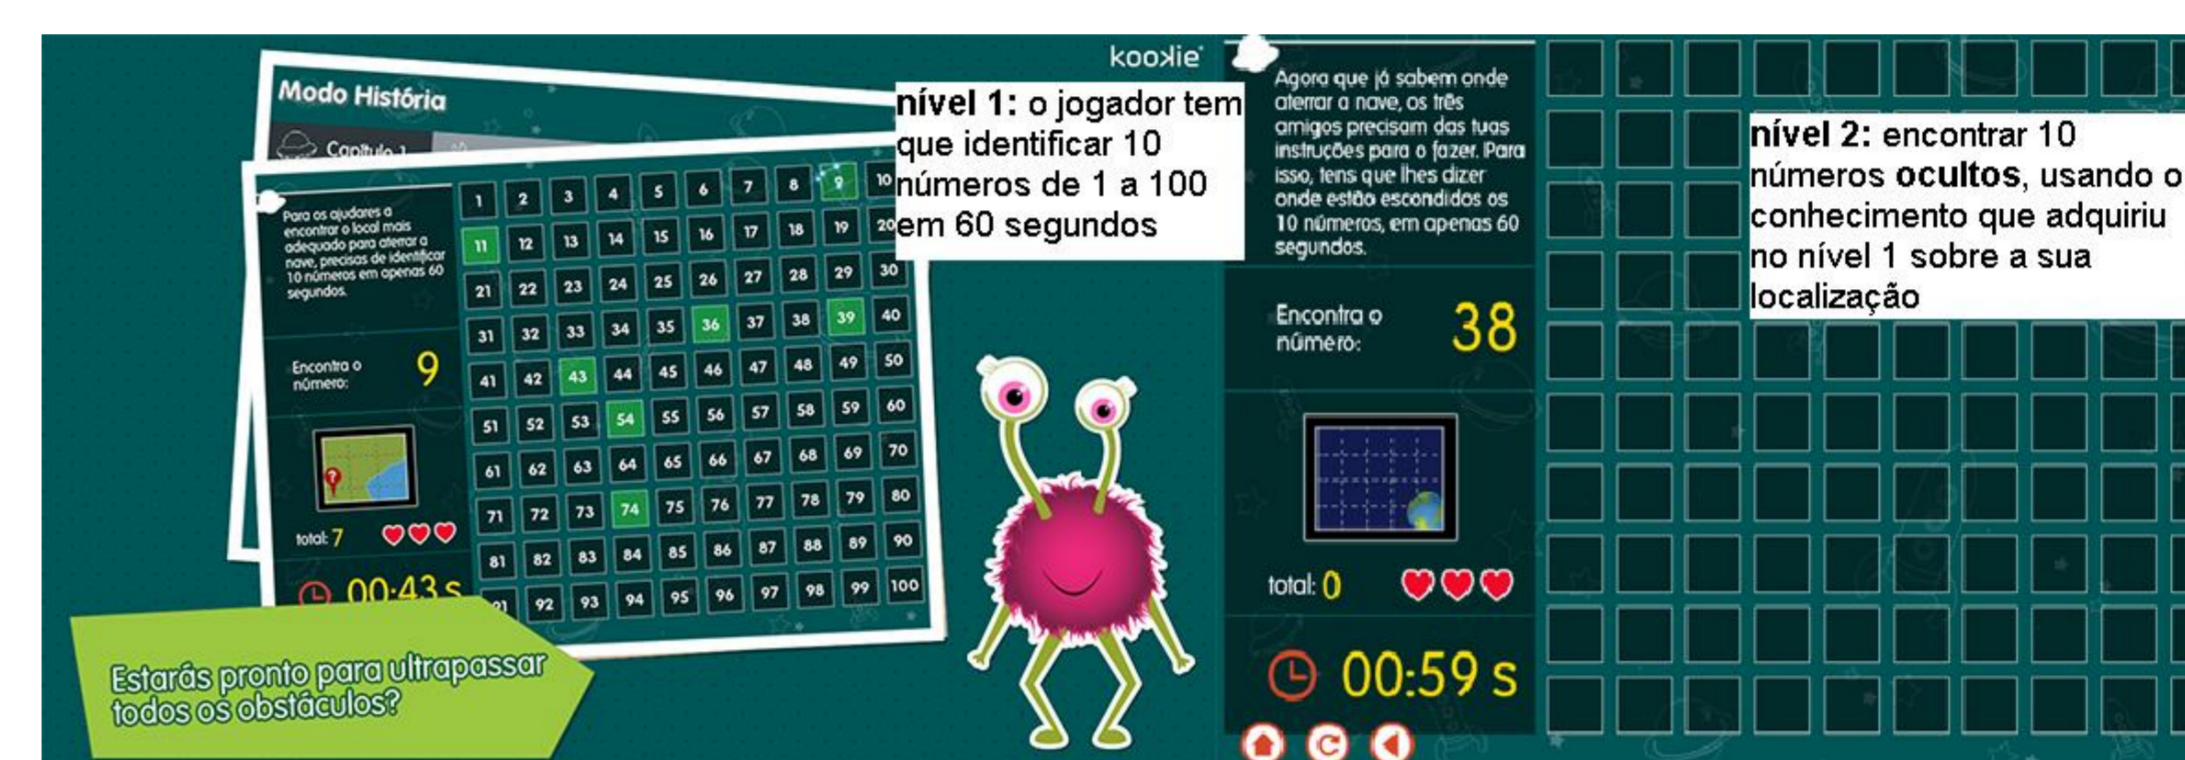 kookie
Modo História
Capítulo 1
Para os ajudares a
encontrar o local mais
adequado para aterrar a
nave, precisas de identificar
10 números em apenas 60
segundos.
Encontra o
número:
9
total: 7
00:43 s
1 2 3 4 5 6 7 8 9 10
11 12 13 14 15 16 17 18 19 20
21 22 23 24 25 26 27 28 29 30
31 32 33 34 35 36 37 38 39 40
41 42 43 44 45 46 47 48 49 50
51 52 53 54 55 56 57 58 59 60
61 62 63 64 65 66 67 68 69 70
71 72 73 74 75 76 77 78 79 80
81 82 83 84 85 86 87 88 89 90
91 92 93 94 95 96 97 98 99 100
Estarás pronto para ultrapassar
todos os obstáculos?
nível 1: o jogador tem
que identificar 10
números de 1 a 100
em 60 segundos
Agora que já sabem onde
aterrar a nave, os três
amigos precisam das tuas
instruções para o fazer. Para
isso, tens que lhes dizer
onde estão escondidos os
10 números, em apenas 60
segundos.
Encontra o
número:
38
total: 0
00:59 s
nível 2: encontrar 10
números ocultos, usando o
conhecimento que adquiriu
no nível 1 sobre a sua
localização